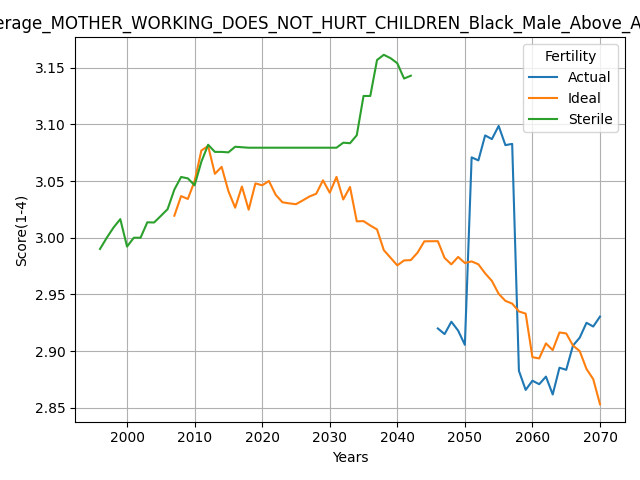 erage_MOTHER_WORKING_DOES_NOT_HURT_CHILDREN_Black_Male_Above_A
Fertility
Actual
Ideal
Sterile
3.15
3.10
3.05
3.00
2.95
2.90
2.85
Score(1-4)
2000 2010 2020 2030 2040 2050 2060 2070
Years